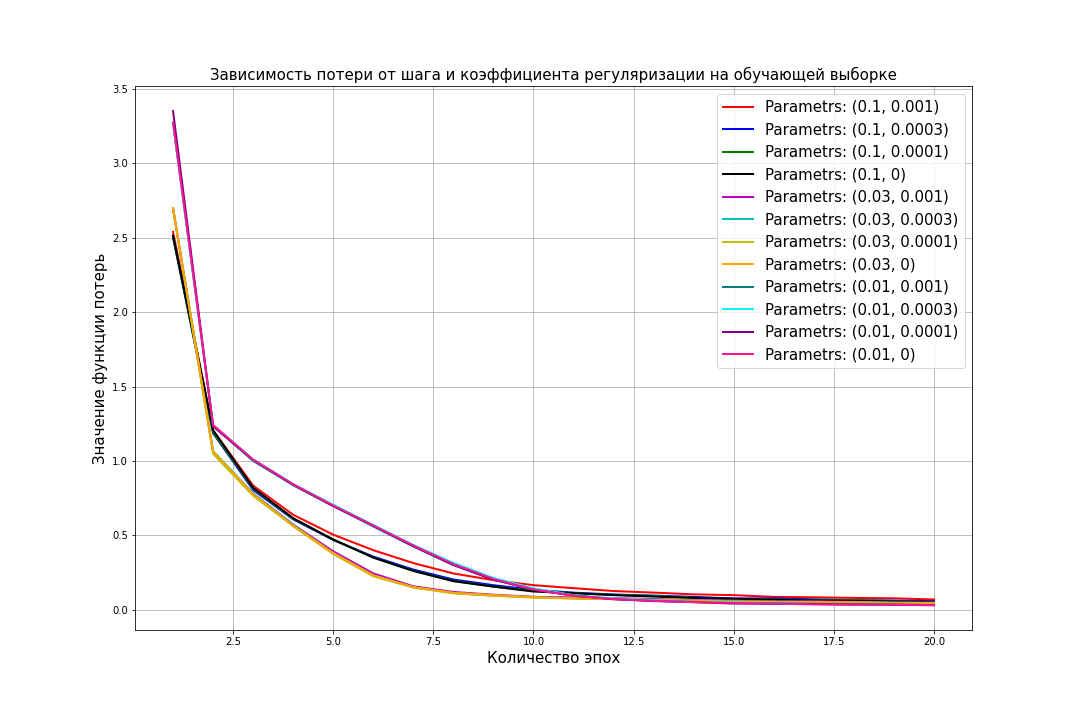 Зависимость потери от шага и коэффициента регуляризации на обучающей выборке
Значение функции потерь
3.5
3.0
2.5
2.0
1.5
1.0
0.5
0.0
Parametrs: (0.1, 0.001)
Parametrs: (0.1, 0.0003)
Parametrs: (0.1, 0.0001)
Parametrs: (0.1, 0)
Parametrs: (0.03, 0.001)
Parametrs: (0.03, 0.0003)
Parametrs: (0.03, 0.0001)
Parametrs: (0.03, 0)
Parametrs: (0.01, 0.001)
Parametrs: (0.01, 0.0003)
Parametrs: (0.01, 0.0001)
Parametrs: (0.01, 0)
2.5 5.0 7.5 10.0 12.5 15.0 17.5 20.0
Количество эпох